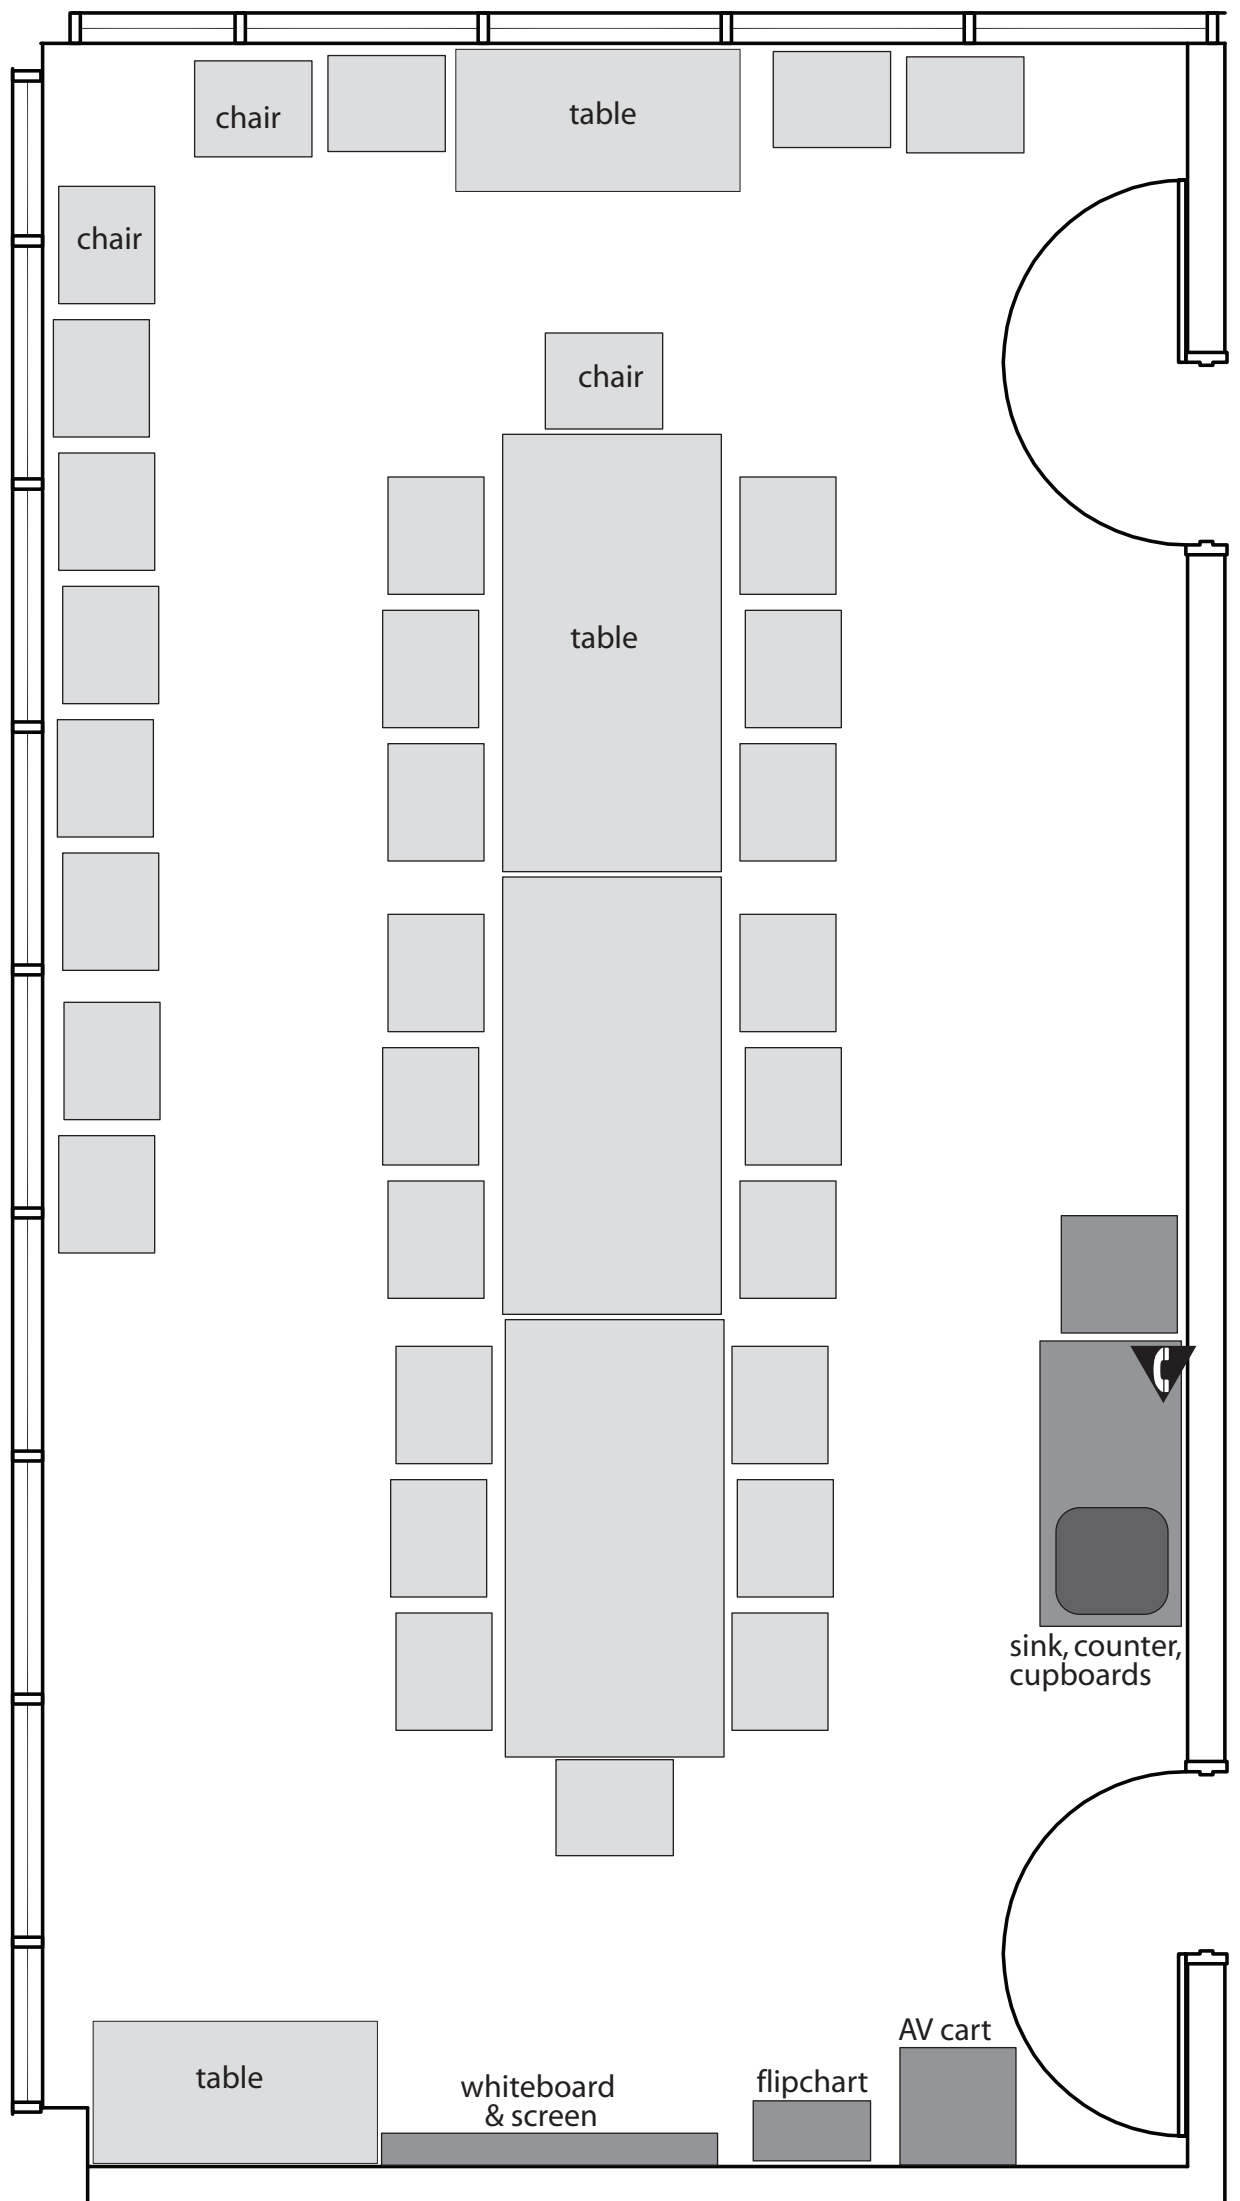 chair
table
chair
chair
table
sink, counter,
cupboards
AV cart
table
whiteboard
& screen
flipchart